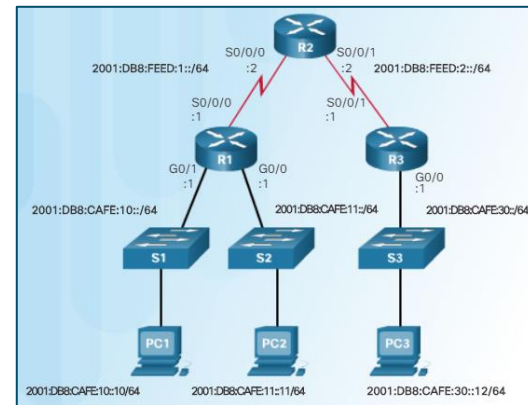 S0/0/0
:2
R2
S0/0/1
:2
2001:DB8:FEED:1::/64
2001:DB8:FEED:2::/64
S0/0/0
:1
S0/0/1
:1
R1
R3
G0/1
:1
G0/0
:1
G0/0
:1
2001:DB8:CAFE:10::/64
2001:DB8:CAFE:11::/64
2001:DB8:CAFE:30::/64
S1
S2
S3
PC1
PC2
PC3
2001:DB8:CAFE:10::10/64
2001:DB8:CAFE:11::11/64
2001:DB8:CAFE:30::12/64